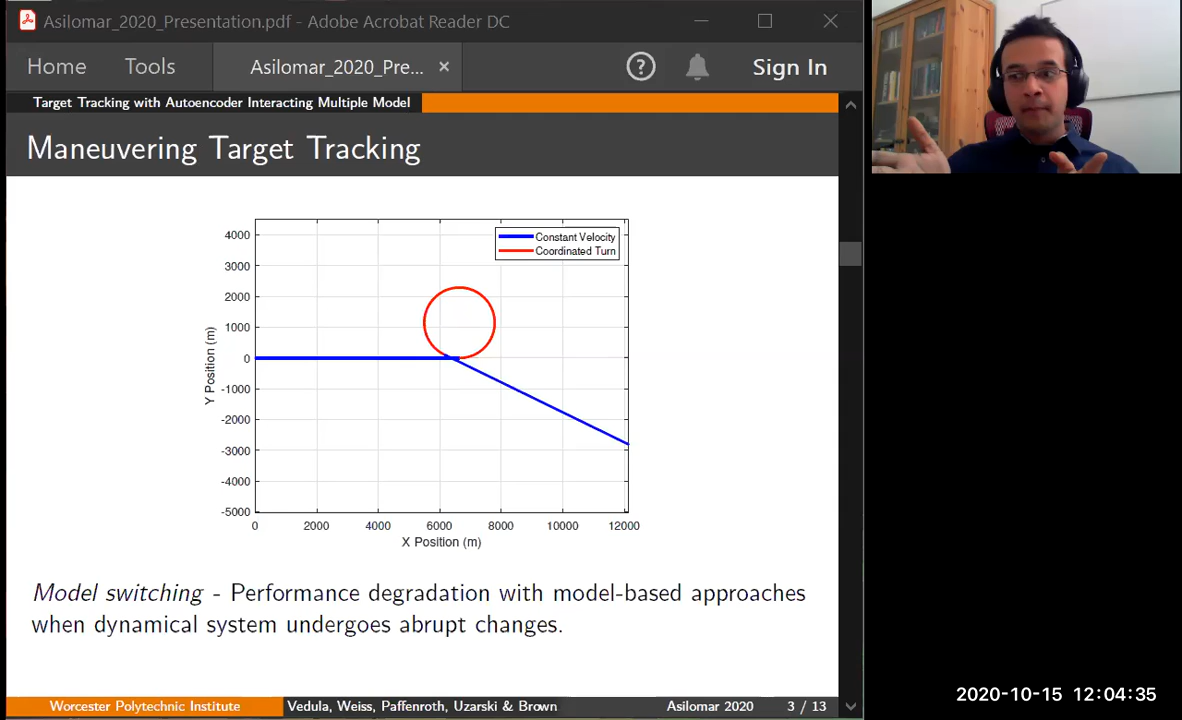 Asilomar_2020_Presentation.pdf - Adobe Acrobat Reader DC
Home Tools Asilomar_2020_Pre... × ? Sign In
Target Tracking with Autoencoder Interacting Multiple Model
Maneuvering Target Tracking
Constant Velocity
Coordinated Turn
4000
3000
2000
1000
0
-1000
-2000
-3000
-4000
-5000
Y Position (m)
0 2000 4000 6000 8000 10000 12000
X Position (m)
Model switching - Performance degradation with model-based approaches
when dynamical system undergoes abrupt changes.
Worcester Polytechnic Institute Vedula, Weiss, Paffenroth, Uzarski & Brown Asilomar 2020 3 / 13
2020-10-15 12:04:35